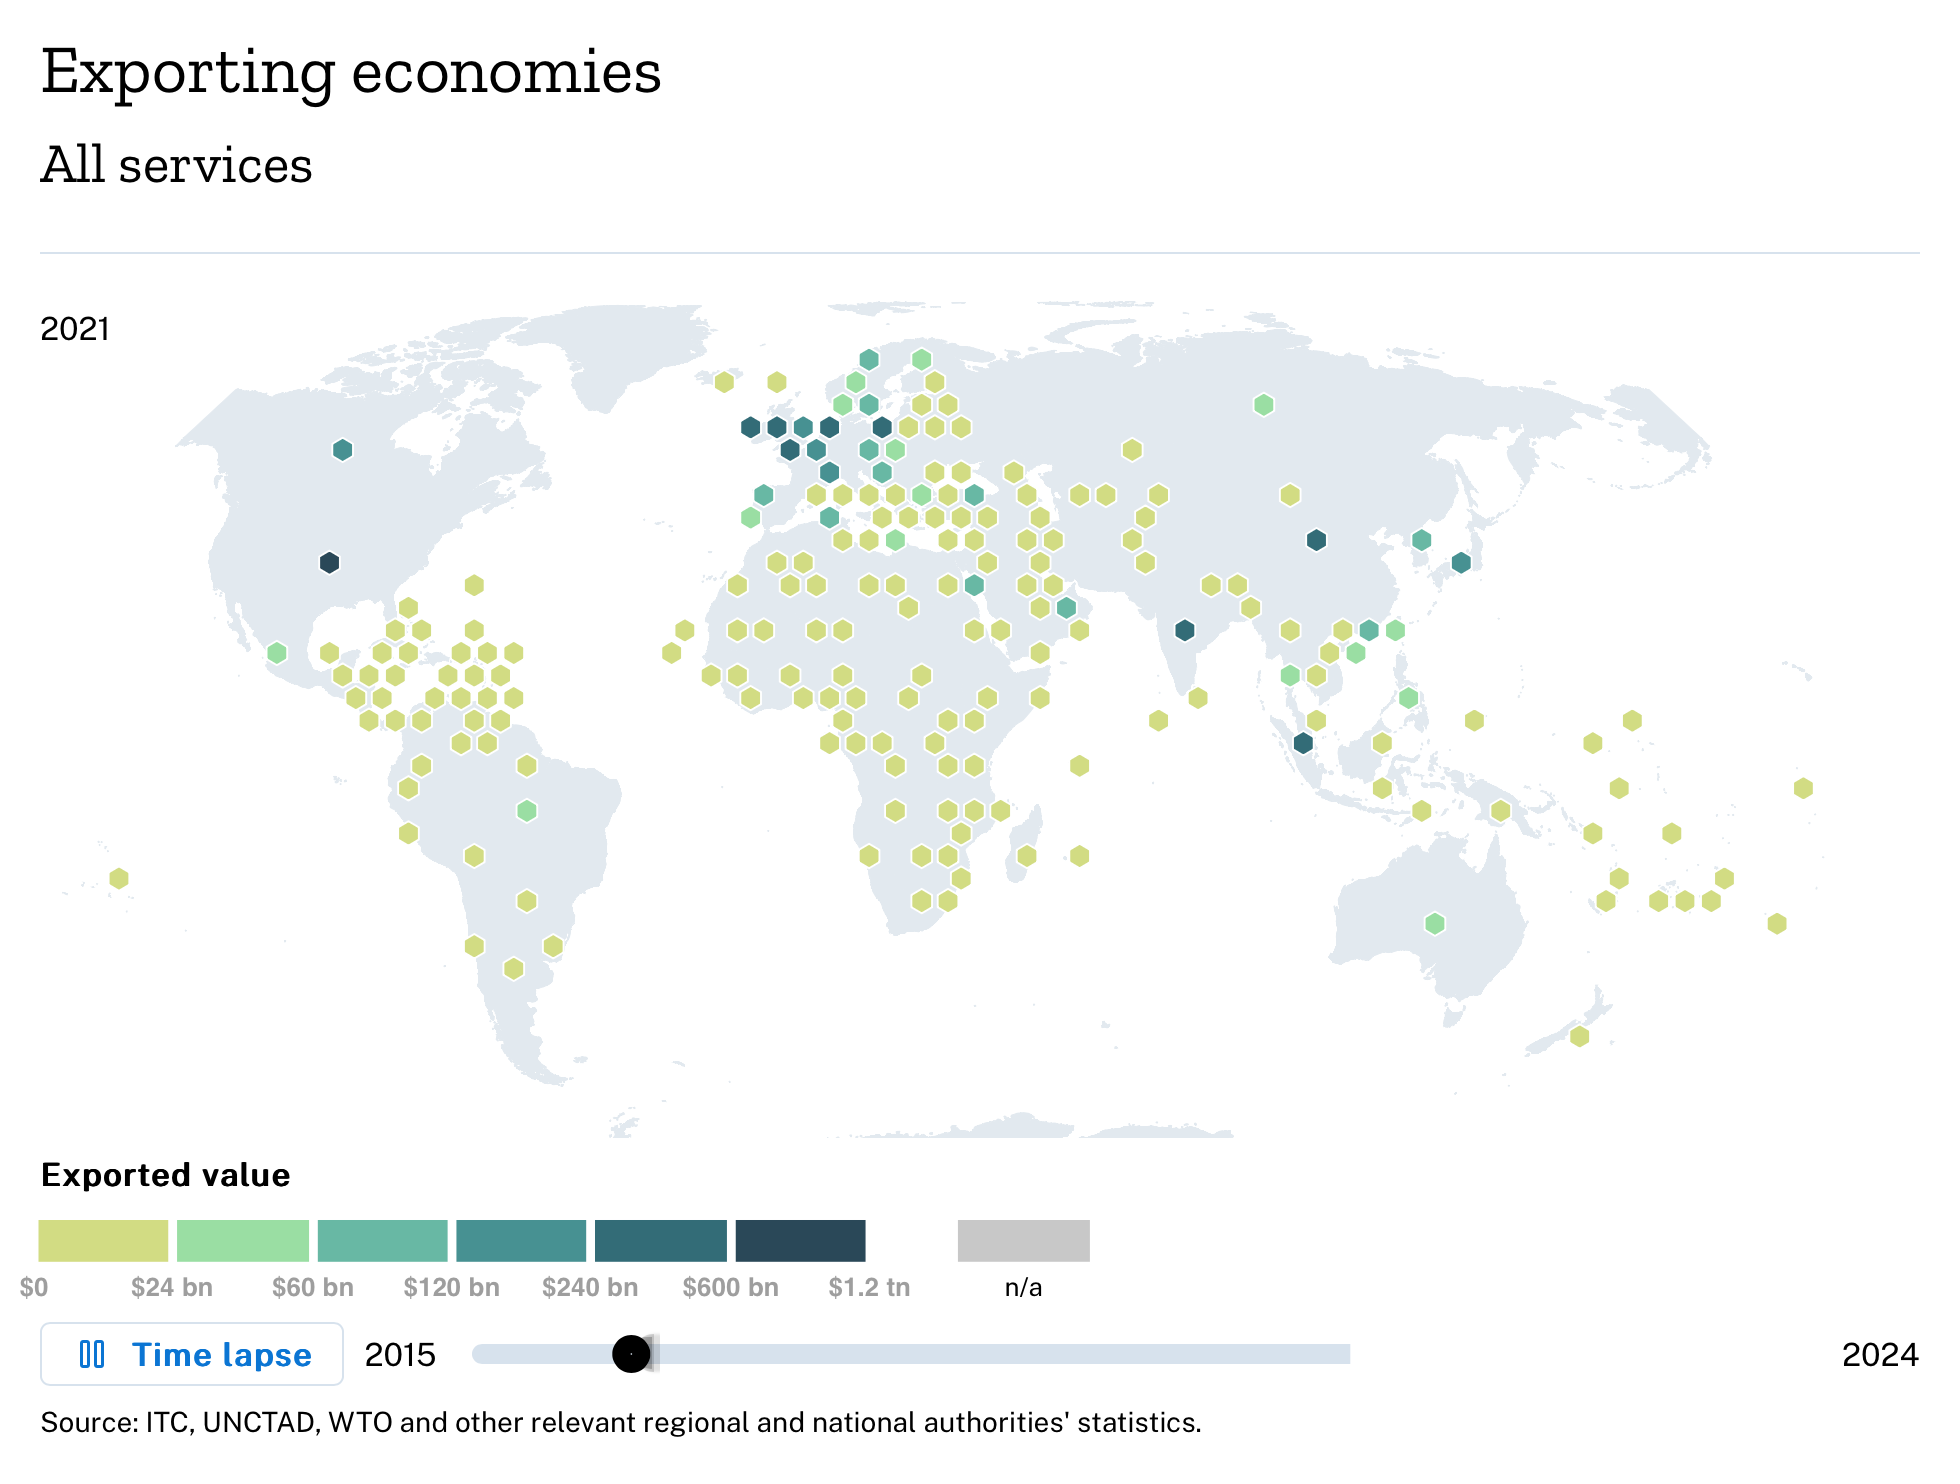 Exporting economies
All services
2021
Exported value
$0 $24 bn $60 bn $120 bn $240 bn $600 bn $1.2 tn n/a
Time lapse 2015 2024
Source: ITC, UNCTAD, WTO and other relevant regional and national authorities' statistics.